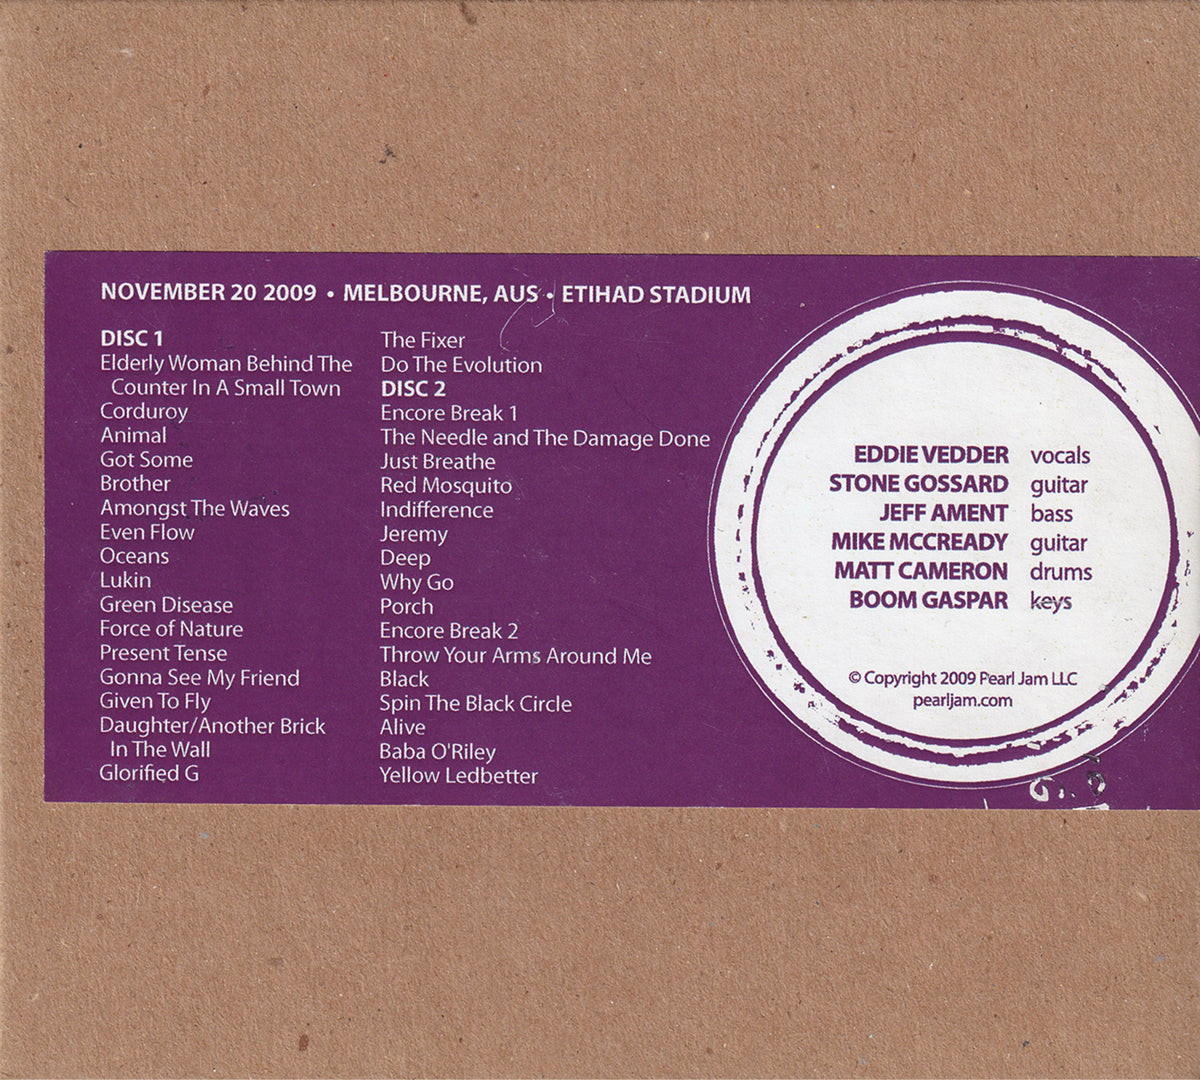 NOVEMBER 20 2009 • MELBOURNE, AUS • ETIHAD STADIUM
DISC 1
Elderly Woman Behind The
Counter In A Small Town
Corduroy
Animal
Got Some
Brother
Amongst The Waves
Even Flow
Oceans
Lukin
Green Disease
Force of Nature
Present Tense
Gonna See My Friend
Given To Fly
Daughter/Another Brick
In The Wall
Glorified G
The Fixer
Do The Evolution
DISC 2
Encore Break 1
The Needle and The Damage Done
Just Breathe
Red Mosquito
Indifference
Jeremy
Deep
Why Go
Porch
Encore Break 2
Throw Your Arms Around Me
Black
Spin The Black Circle
Alive
Baba O'Riley
Yellow Ledbetter
EDDIE VEDDER vocals
STONE GOSSARD guitar
JEFF AMENT bass
MIKE MCCREADY guitar
MATT CAMERON drums
BOOM GASPAR keys
© Copyright 2009 Pearl Jam LLC
pearljam.com